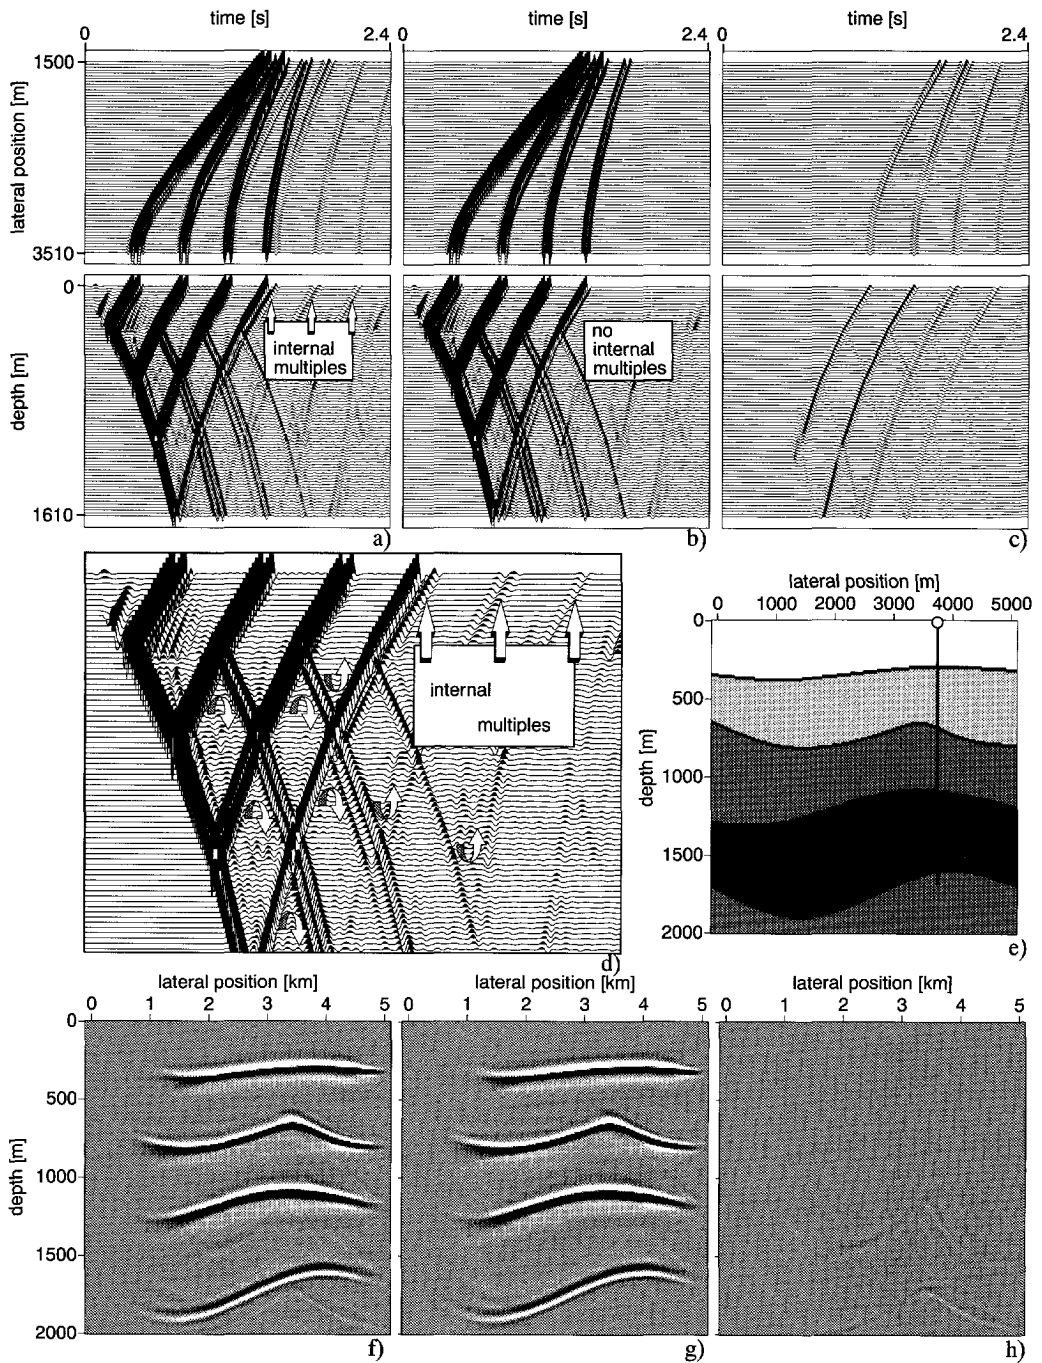 time [s]
time [s]
time [s]
0
2.4
0
2.4
0
2.4
1500
lateral position [m]
3510
0
internal
multiples
no
internal
multiples
depth [m]
1610
a)
b)
c)
internal
multiples
d)
lateral position [m]
0 1000 2000 3000 4000 5000
0
500
1000
1500
2000
depth [m]
e)
lateral position [km]
lateral position [km]
lateral position [km]
0 1 2 3 4 5
0 1 2 3 4 5
0 1 2 3 4 5
0
500
1000
1500
2000
depth [m]
f)
g)
h)